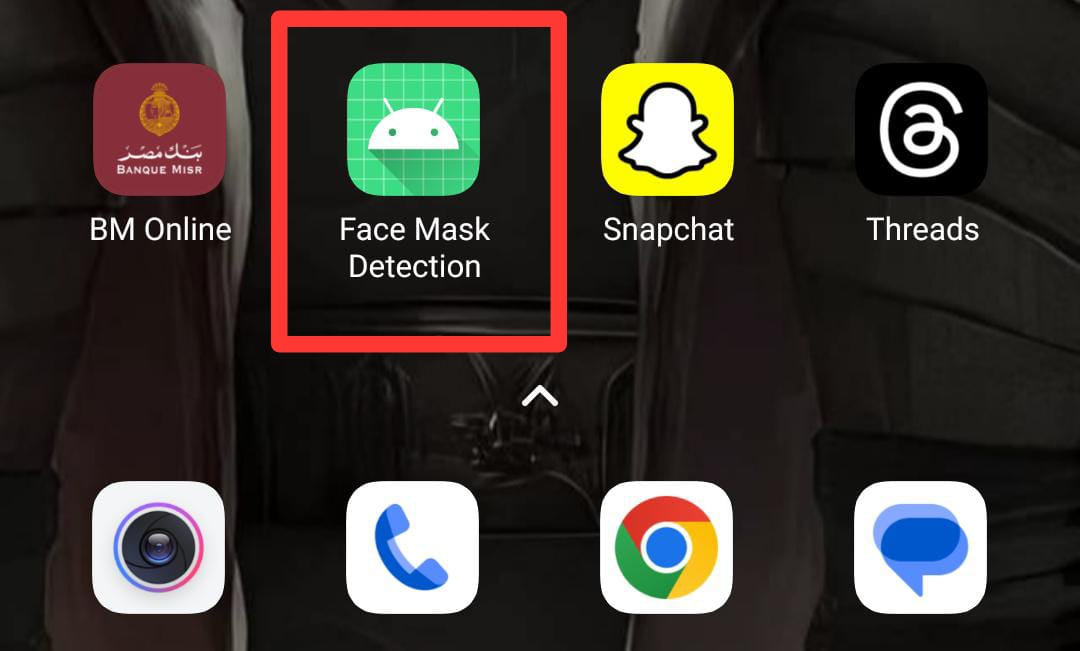 بنك مصر
BANQUE MISR
BM Online
Face Mask
Detection
Snapchat
Threads